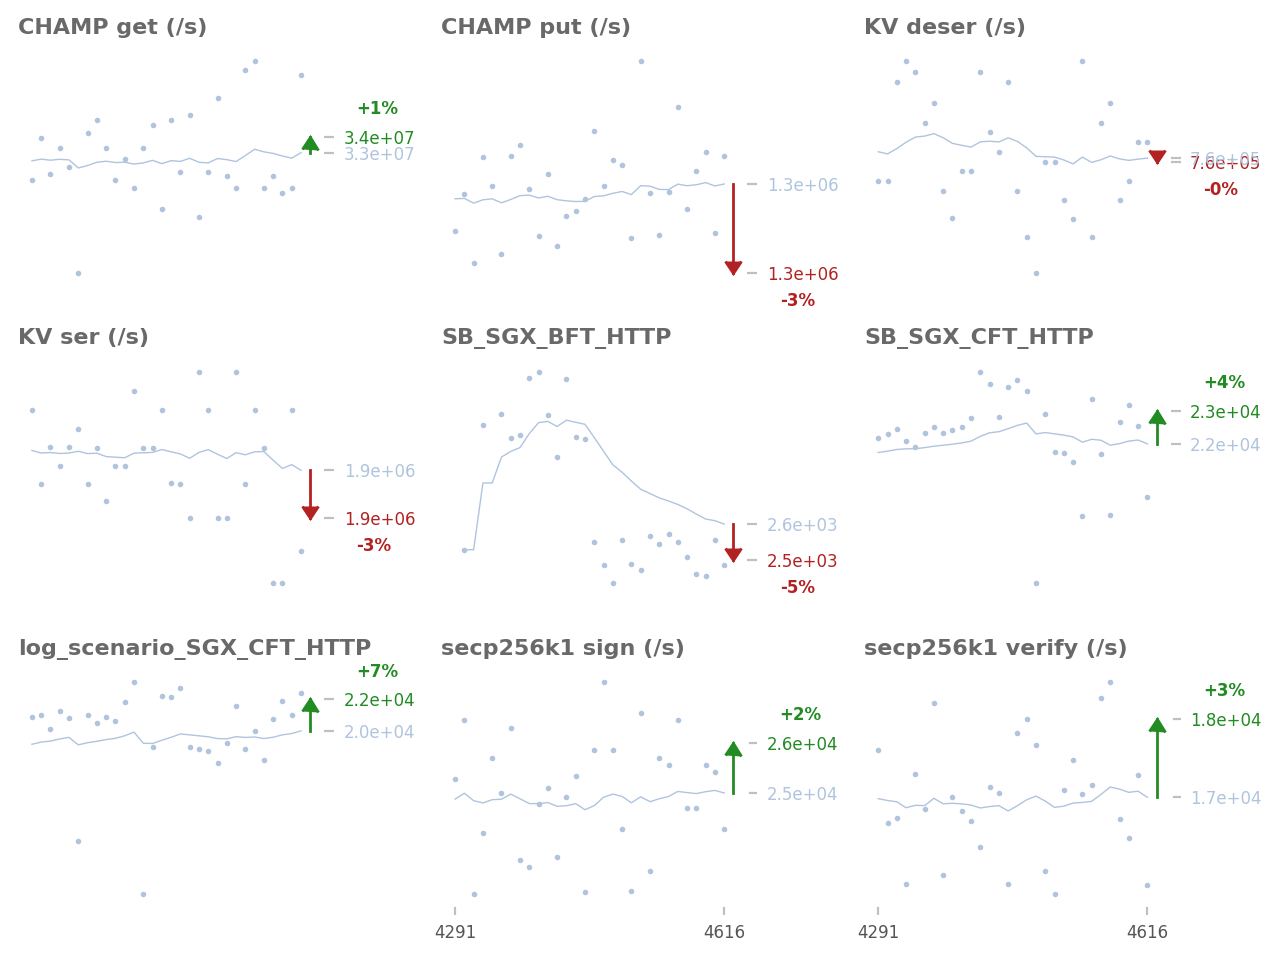 CHAMP get (/s)
+1%
3.4e+07
3.3e+07
CHAMP put (/s)
1.3e+06
1.3e+06
-3%
KV deser (/s)
7.6e+05
7.6e+05
-0%
KV ser (/s)
1.9e+06
1.9e+06
-3%
SB_SGX_BFT_HTTP
2.6e+03
2.5e+03
-5%
SB_SGX_CFT_HTTP
+4%
2.3e+04
2.2e+04
log_scenario_SGX_CFT_HTTP
+7%
2.2e+04
2.0e+04
secp256k1 sign (/s)
+2%
2.6e+04
2.5e+04
4291
4616
secp256k1 verify (/s)
+3%
1.8e+04
1.7e+04
4291
4616